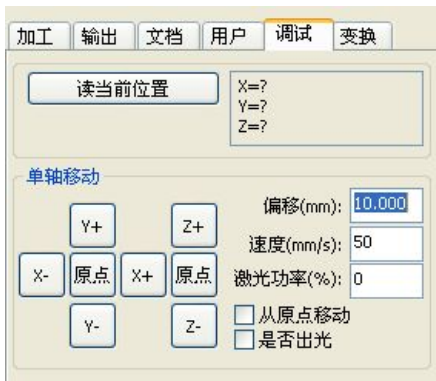 加工 输出 文档 用户 调试 变换
读当前位置
X=?
Y=?
Z=?
单轴移动
偏移(mm): 10.000
Y+ Z+
速度(mm/s): 50
X- 原点 X+ 原点
激光功率(%): 0
Y- Z-
从原点移动
是否出光